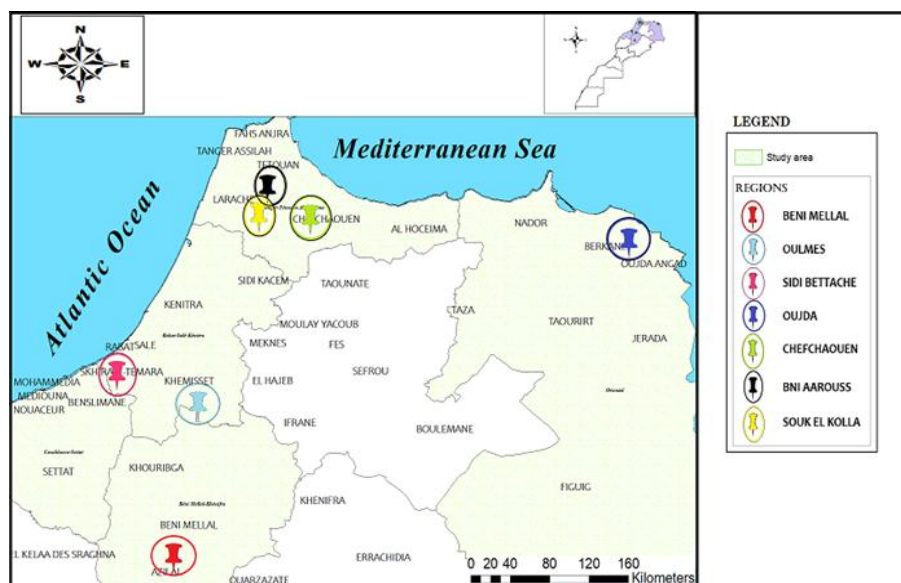 N
W E
S
Mediterranean Sea
Atlantic Ocean
FAHS ANJRA
TANGER ASSILAH
TETOUAN
LARACHE
CHEFCHAOUEN
AL HOCEIMA
NADOR
BERKANE
OUJDA ANGAD
SIDI KACEM
TAOUNATE
KENITRA
TAZA
TAOURIRT
MOULAY YACOUB
MEKNES
FES
JERADA
RABAT
SALE
SKHIRAT-TEMARA
SEFROU
EL HAJEB
KHEMISSET
MOHAMMEDIA
MEDIOUNA
NOUACEUR
BENSLIMANE
IFRANE
BOULEMANE
Oriental
SETTAT
KHOURIBGA
FIGUIG
KHENIFRA
BENI MELLAL
EL KELAA DES SRAGHNA
AZILAL
ERRACHIDIA
OUARZAZATE
0 20 40 80 120 160
Kilometers
LEGEND
Study area
REGIONS
BENI MELLAL
OULMES
SIDI BETTACHE
OUJDA
CHEFCHAOUEN
BNI AAROUSS
SOUK EL KOLLA